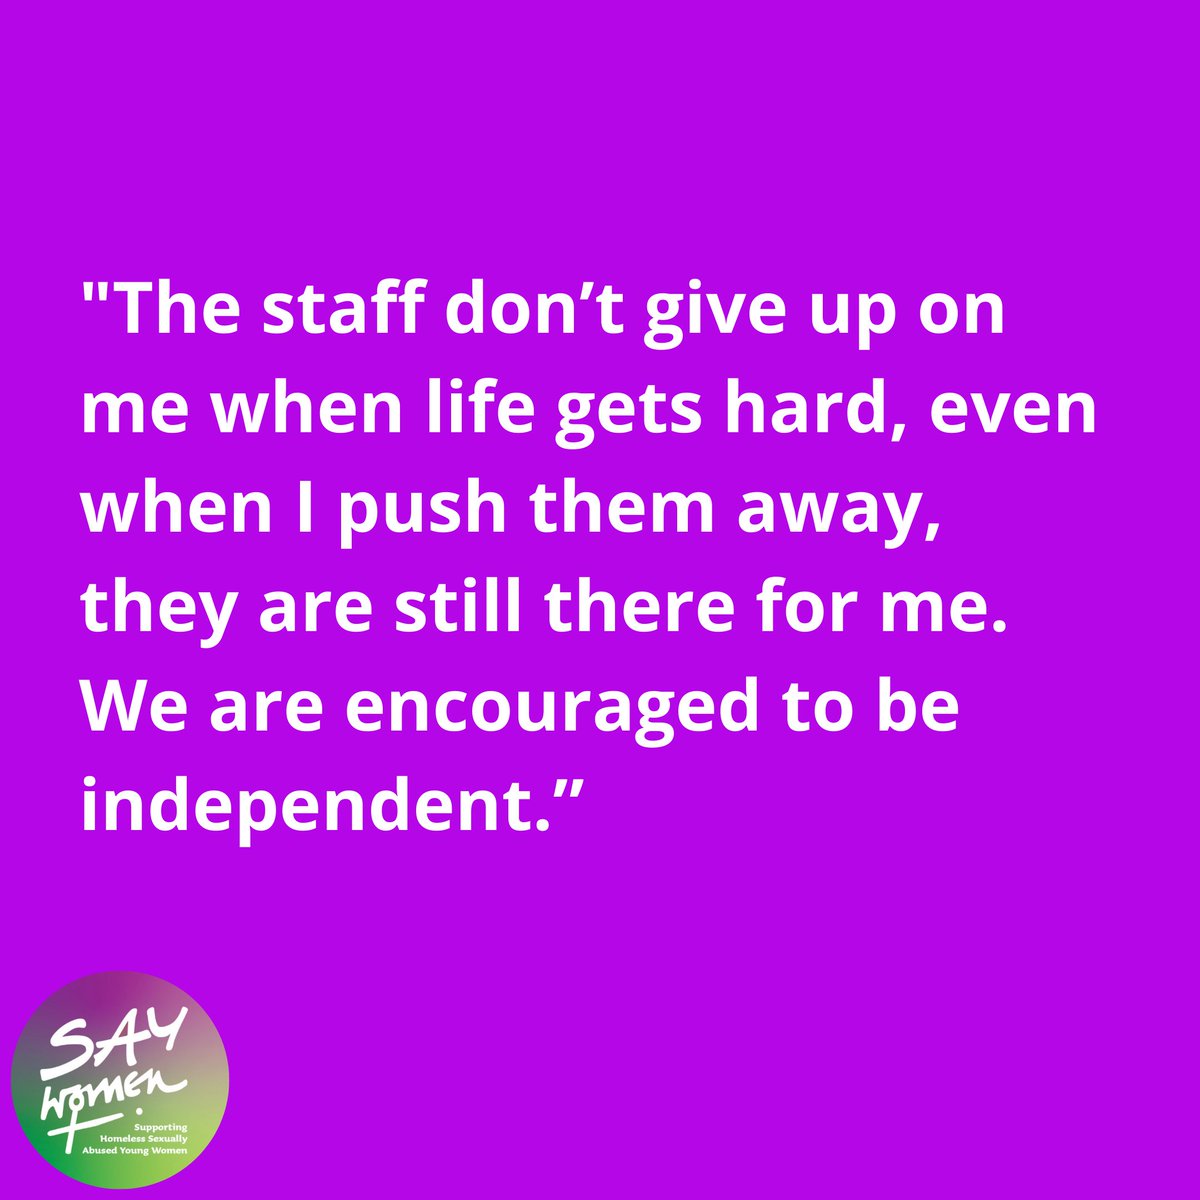 "The staff don’t give up on
me when life gets hard, even
when I push them away,
they are still there for me.
We are encouraged to be
independent.”
SAY
women
Supporting
Homeless Sexually
Abused Young Women